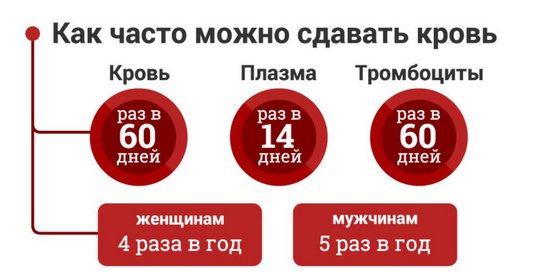 Как часто можно сдавать кровь
Кровь
Плазма
Тромбоциты
раз в
60
дней
раз в
14
дней
раз в
60
дней
женщинам
4 раза в год
мужчинам
5 раз в год